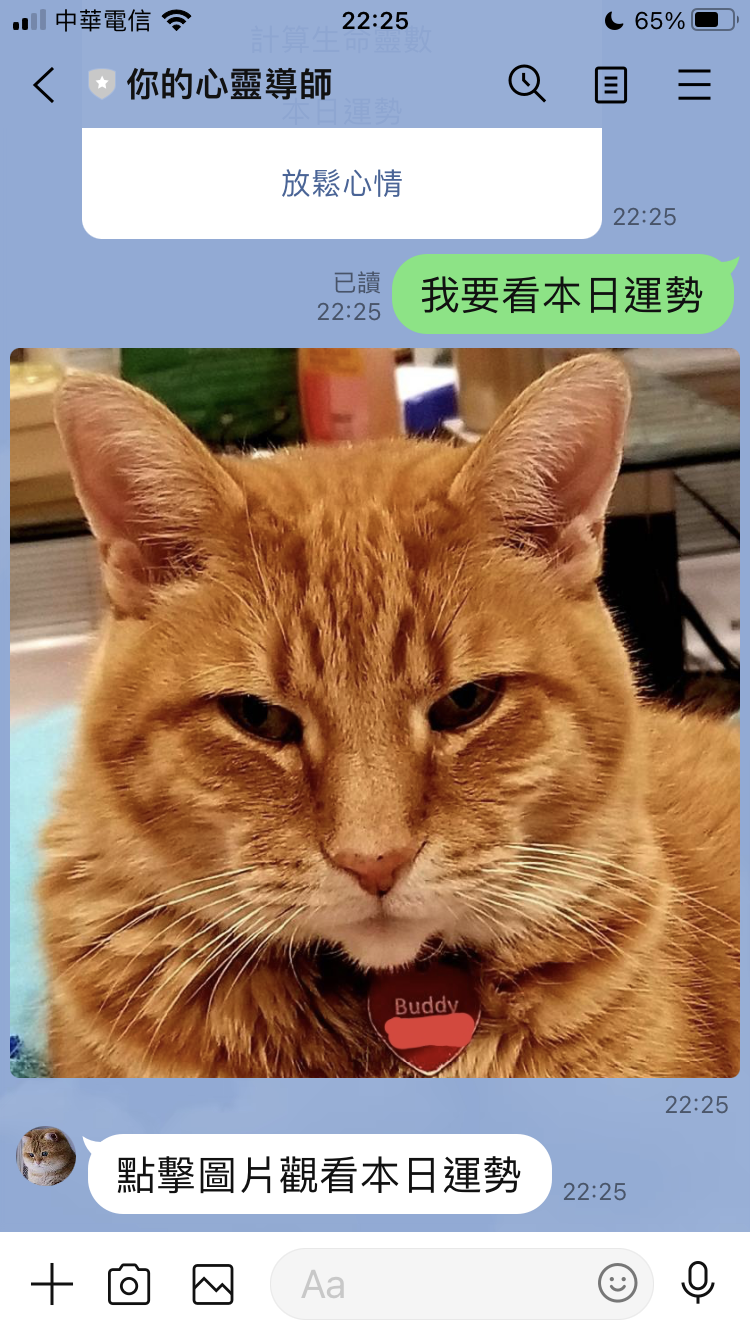 中華電信
22:25
65%
計算生命靈數
你的心靈導師
本日運勢
放鬆心情
22:25
已讀
22:25
我要看本日運勢
Buddy
22:25
點擊圖片觀看本日運勢
22:25
Aa